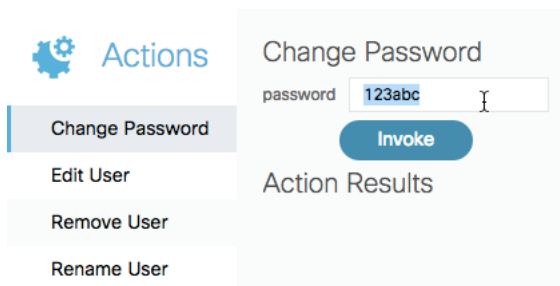 Actions
Change Password
Edit User
Remove User
Rename User
Change Password
password 123abc
Invoke
Action Results